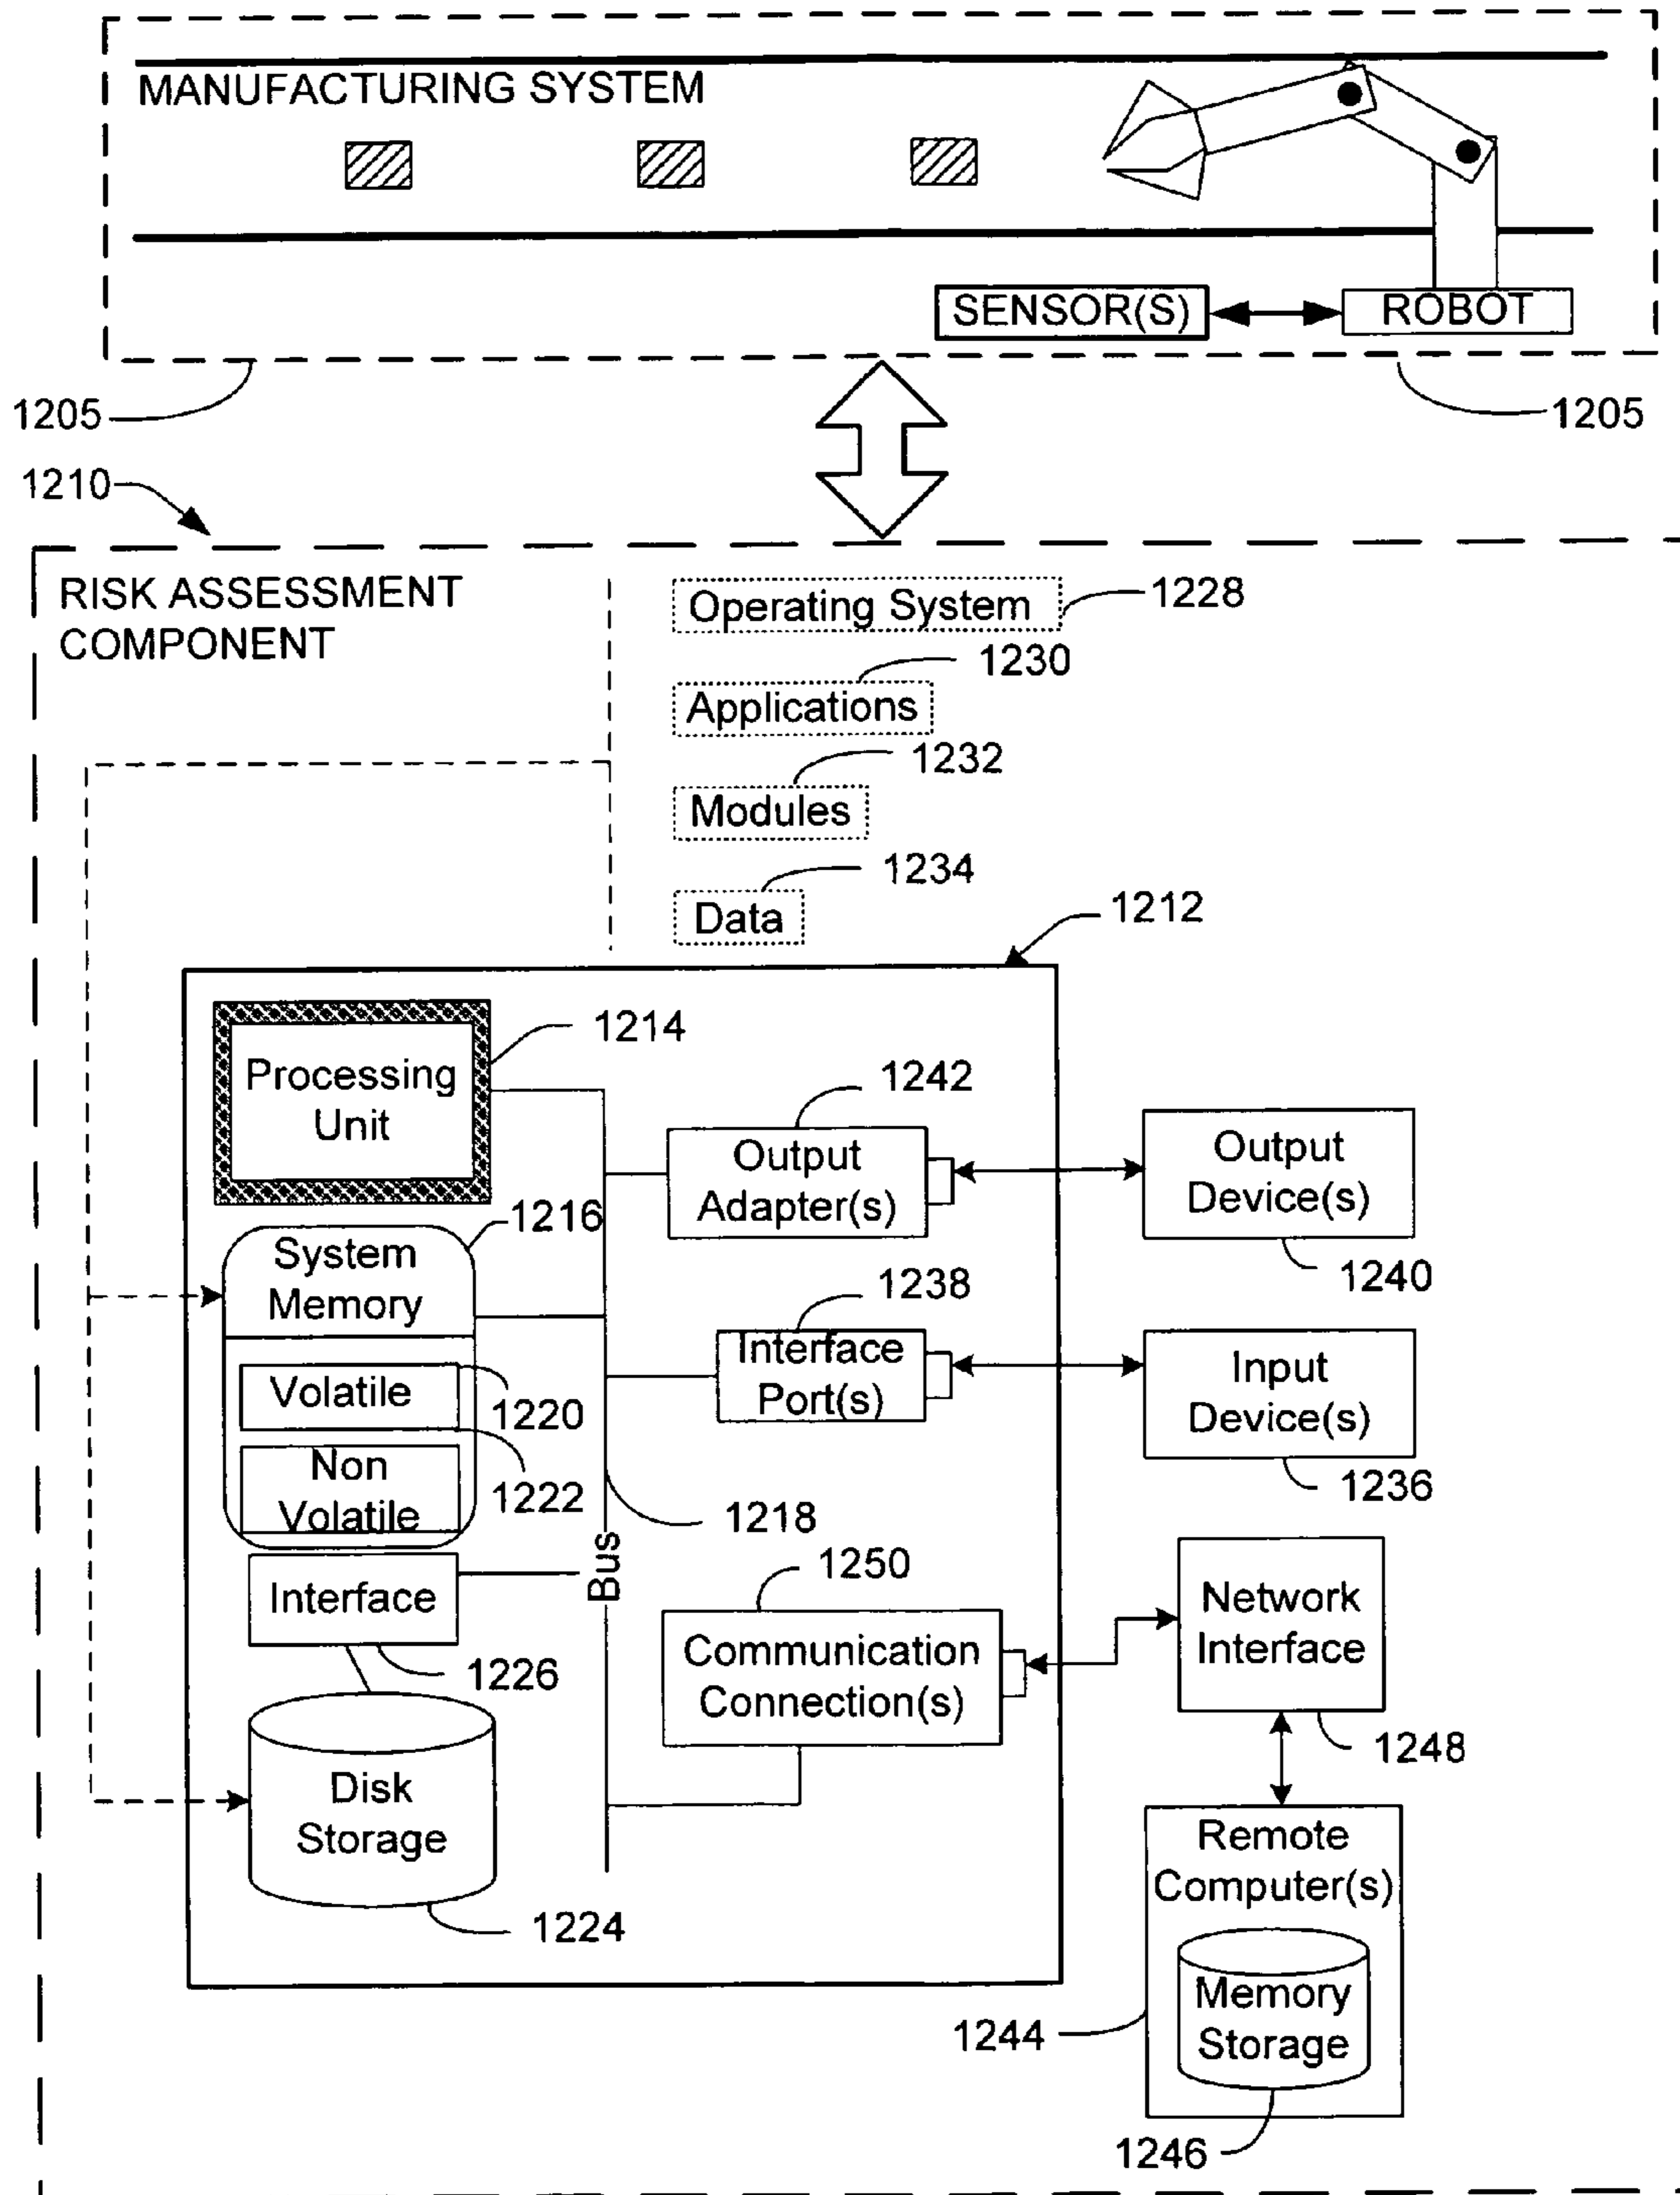 MANUFACTURING SYSTEM
SENSOR(S)
ROBOT
1205
1205
1210
RISK ASSESSMENT
COMPONENT
Operating System
1228
1230
Applications
1232
Modules
1234
Data
1212
Processing
Unit
1214
1242
Output
Adapter(s)
Output
Device(s)
1240
1216
System
Memory
1238
Interface
Port(s)
Input
Device(s)
1236
Volatile
1220
Non
Volatile
1222
1218
Bus
Interface
1226
1250
Communication
Connection(s)
Network
Interface
1248
Disk
Storage
1224
Remote
Computer(s)
Memory
Storage
1244
1246